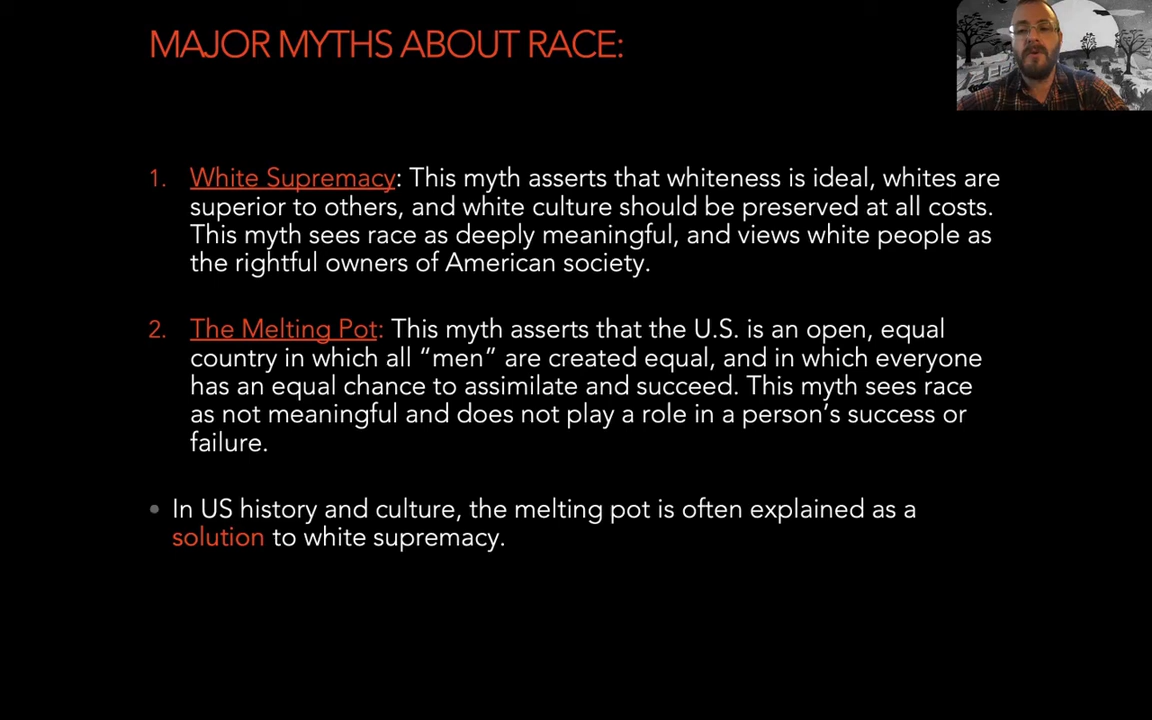 MAJOR MYTHS ABOUT RACE:
1. White Supremacy: This myth asserts that whiteness is ideal, whites are
superior to others, and white culture should be preserved at all costs.
This myth sees race as deeply meaningful, and views white people as
the rightful owners of American society.
2. The Melting Pot: This myth asserts that the U.S. is an open, equal
country in which all “men” are created equal, and in which everyone
has an equal chance to assimilate and succeed. This myth sees race
as not meaningful and does not play a role in a person’s success or
failure.
• In US history and culture, the melting pot is often explained as a
solution to white supremacy.